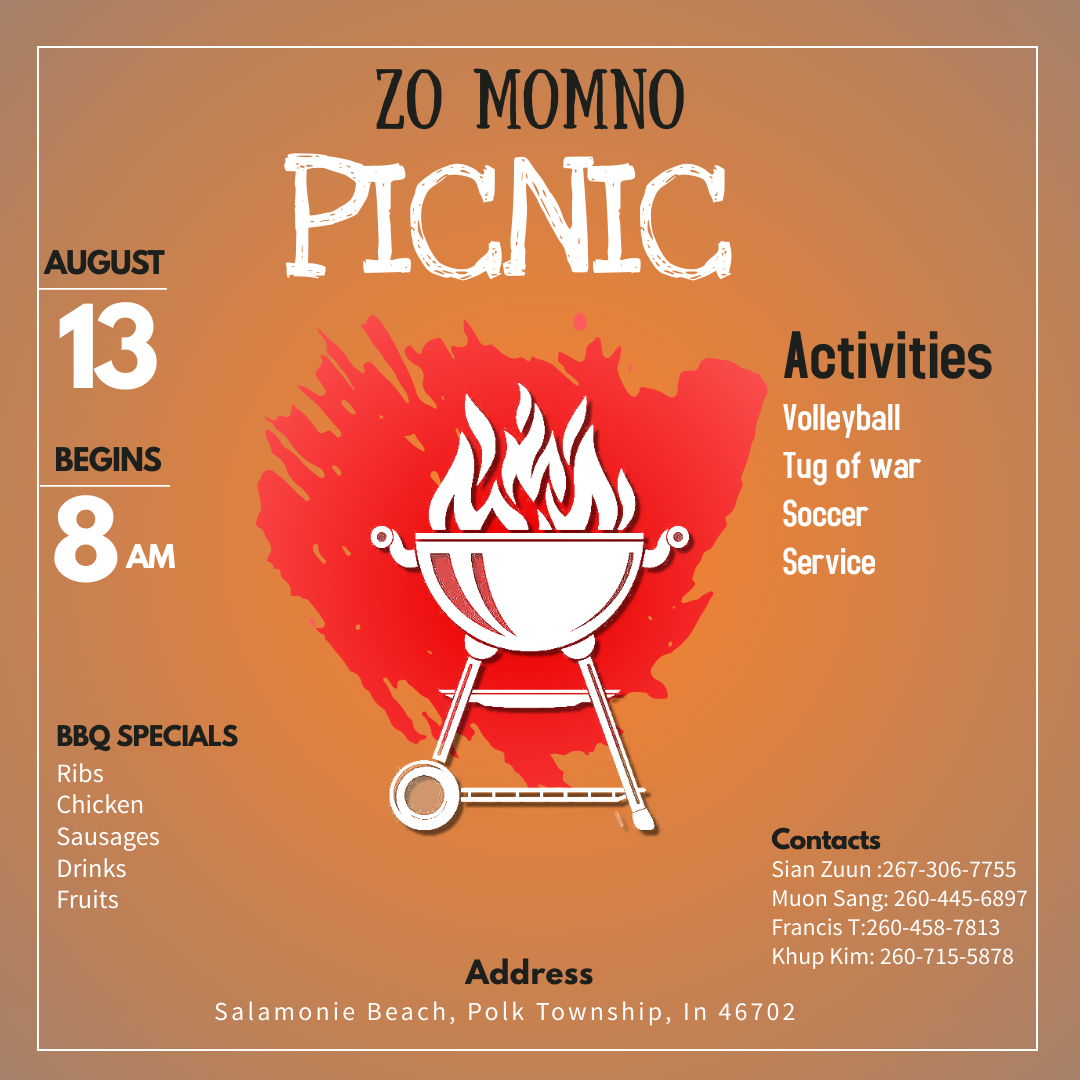 ZO MOMNO
PICNIC
AUGUST
13
BEGINS
8 AM
Activities
Volleyball
Tug of war
Soccer
Service
BBQ SPECIALS
Ribs
Chicken
Sausages
Drinks
Fruits
Contacts
Sian Zuun :267-306-7755
Muon Sang: 260-445-6897
Francis T:260-458-7813
Khup Kim: 260-715-5878
Address
Salamonie Beach, Polk Township, In 46702